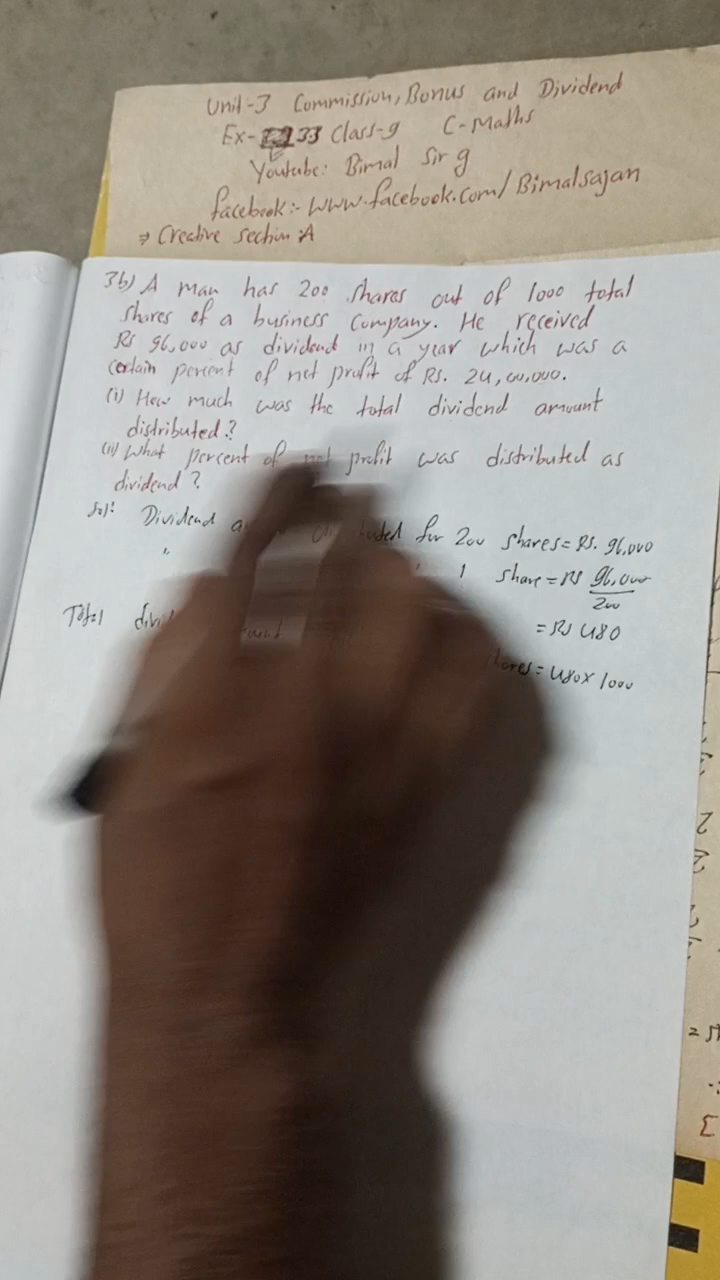 Unit-3 Commission, Bonus and Dividend
Ex- 33 Class-9 C-Maths
Youtube: Bimal Sir g
facebook:- www.facebook.com/Bimalsajan
⇒ Creative section:A
3b) A man has 200 shares out of 1000 total
shares of a business Company. He received
Rs 96,000 as dividend in a year which was a
certain percent of net profit of Rs. 24,00,000.
(i) How much was the total dividend amount
distributed?
(ii) What percent of net profit was distributed as
dividend?
Sol: Dividend for 200 shares = Rs. 96,000
" 1 share = Rs 96,000
200
Total = Rs 480
= 480 × 1000